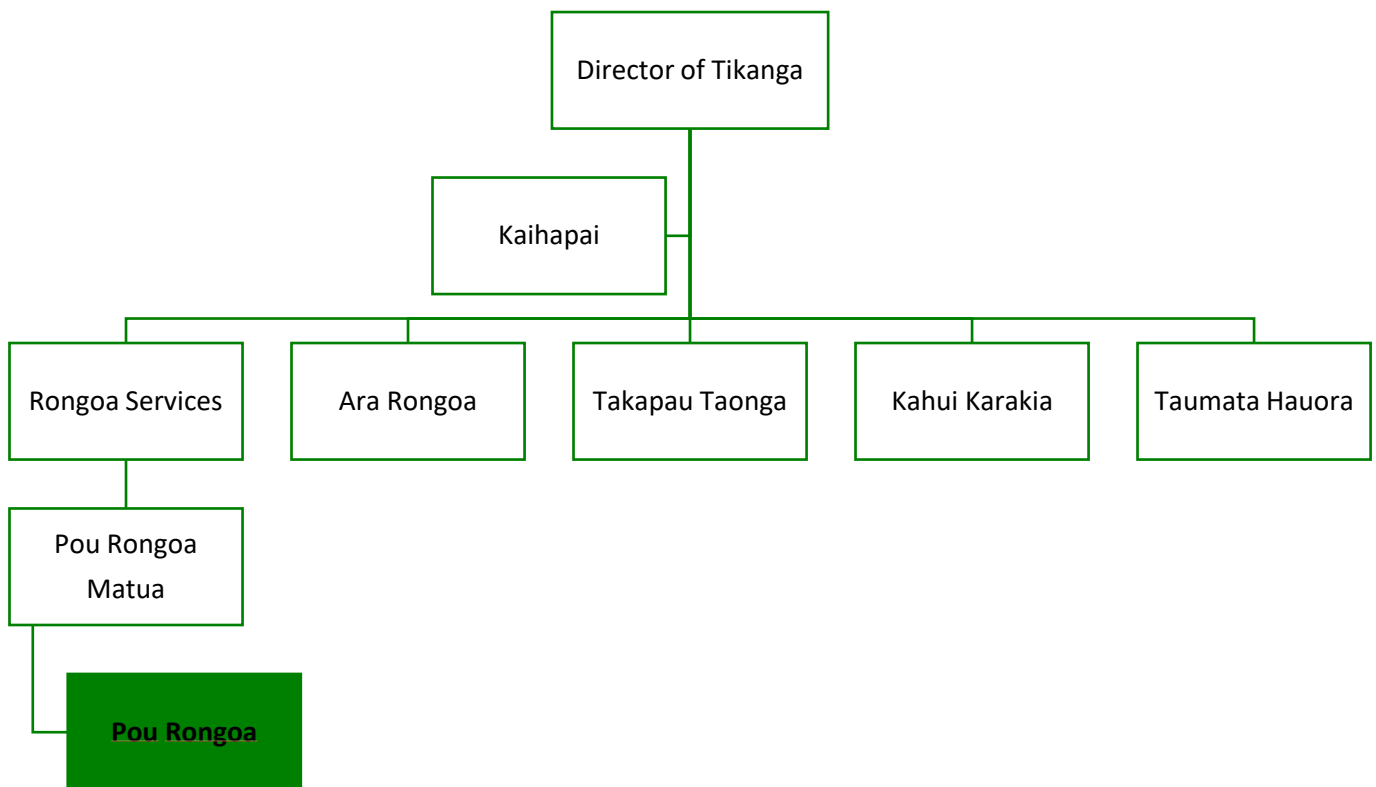 Director of Tikanga
Kaihapai
Rongoa Services
Ara Rongoa
Takapau Taonga
Kahui Karakia
Taumata Hauora
Pou Rongoa
Matua
Pou Rongoa